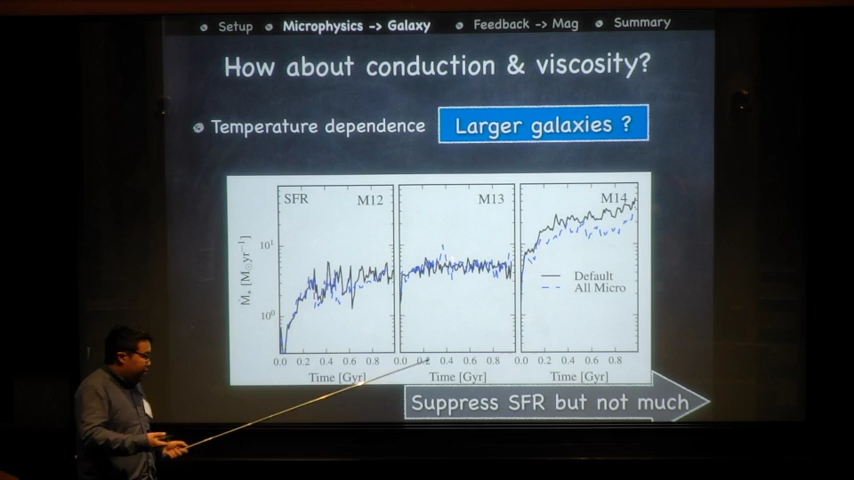 Setup Microphysics -> Galaxy Feedback -> Mag Summary
How about conduction & viscosity?
Temperature dependence Larger galaxies ?
SFR M12 M13 M14
Ṁ* [M⊙yr⁻¹]
10¹
10⁰
Default
All Micro
0.0 0.2 0.4 0.6 0.8 0.0 0.2 0.4 0.6 0.8 0.0 0.2 0.4 0.6 0.8
Time [Gyr] Time [Gyr] Time [Gyr]
Suppress SFR but not much